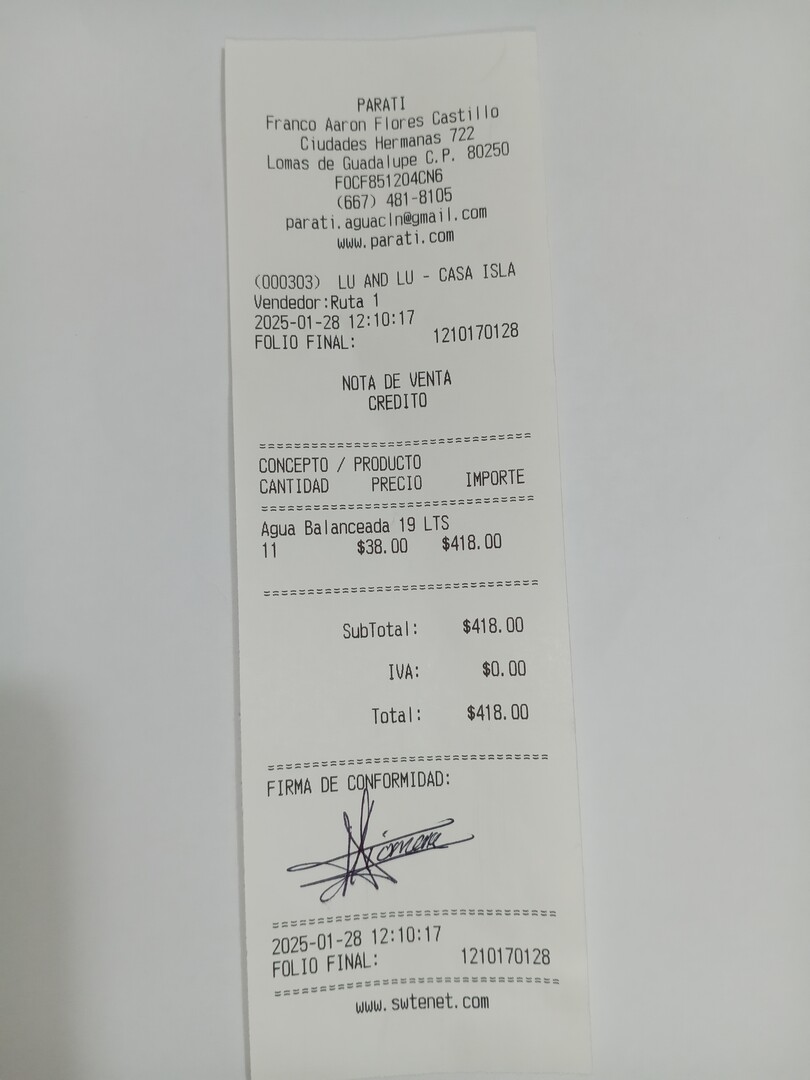 PARATI
Franco Aaron Flores Castillo
Ciudades Hermanas 722
Lomas de Guadalupe C.P. 80250
FOCF851204CN6
(667) 481-8105
parati.aguacln@gmail.com
www.parati.com
(000303) LU AND LU - CASA ISLA
Vendedor:Ruta 1
2025-01-28 12:10:17
FOLIO FINAL: 1210170128
NOTA DE VENTA
CREDITO
================================
CONCEPTO / PRODUCTO
CANTIDAD PRECIO IMPORTE
================================
Agua Balanceada 19 LTS
11 $38.00 $418.00
================================
SubTotal: $418.00
IVA: $0.00
Total: $418.00
================================
FIRMA DE CONFORMIDAD:
================================
2025-01-28 12:10:17
FOLIO FINAL: 1210170128
================================
www.swtenet.com